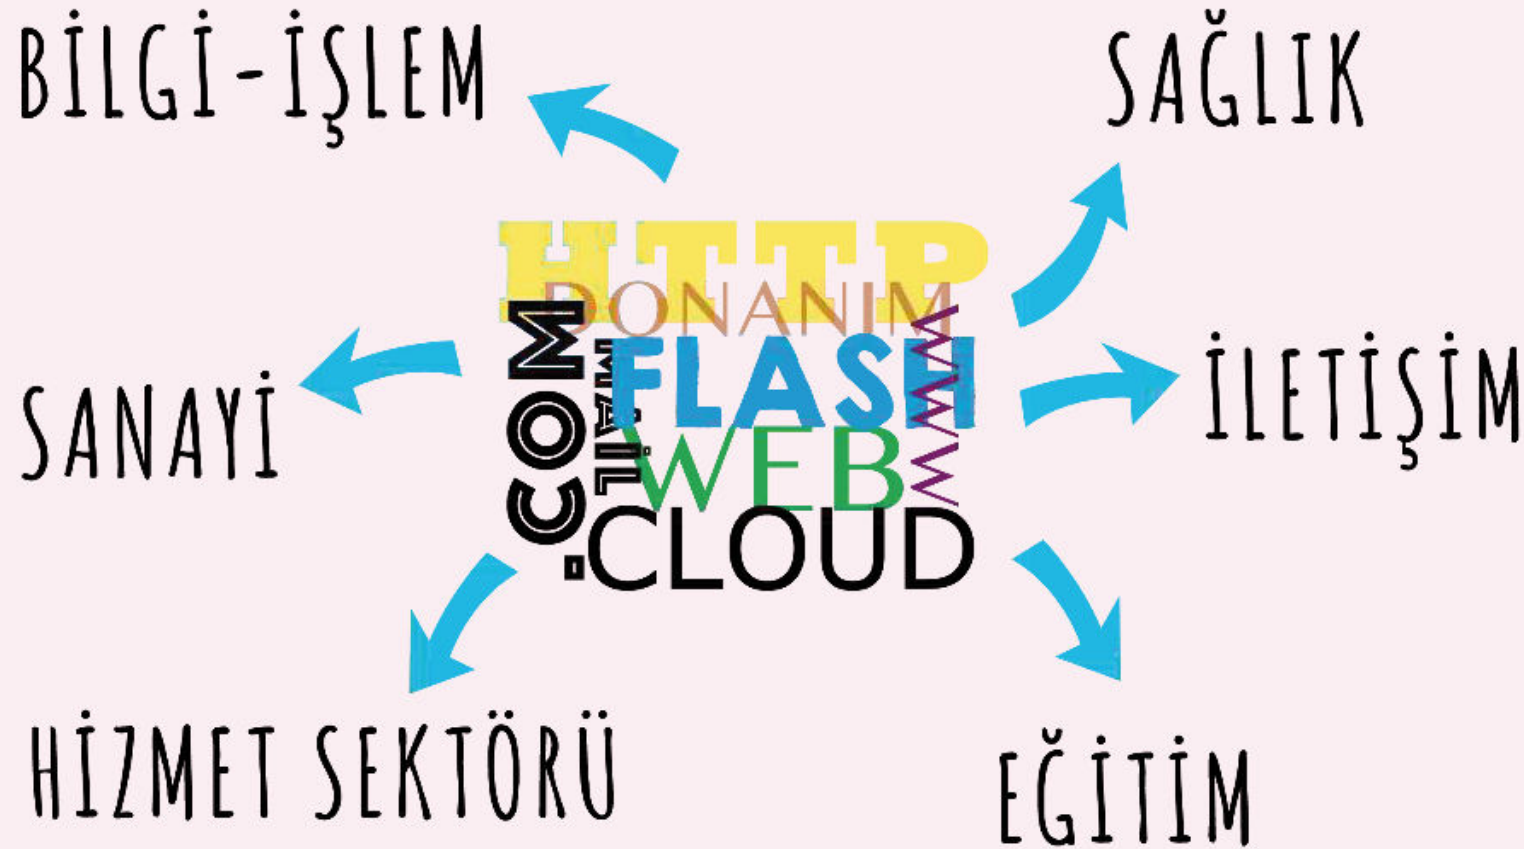 BİLGİ-İŞLEM
SAĞLIK
HTTP
DONANIM
.COM
MAİL
FLASH
WWW
WEB
CLOUD
SANAYİ
İLETİŞİM
HİZMET SEKTÖRÜ
EĞİTİM